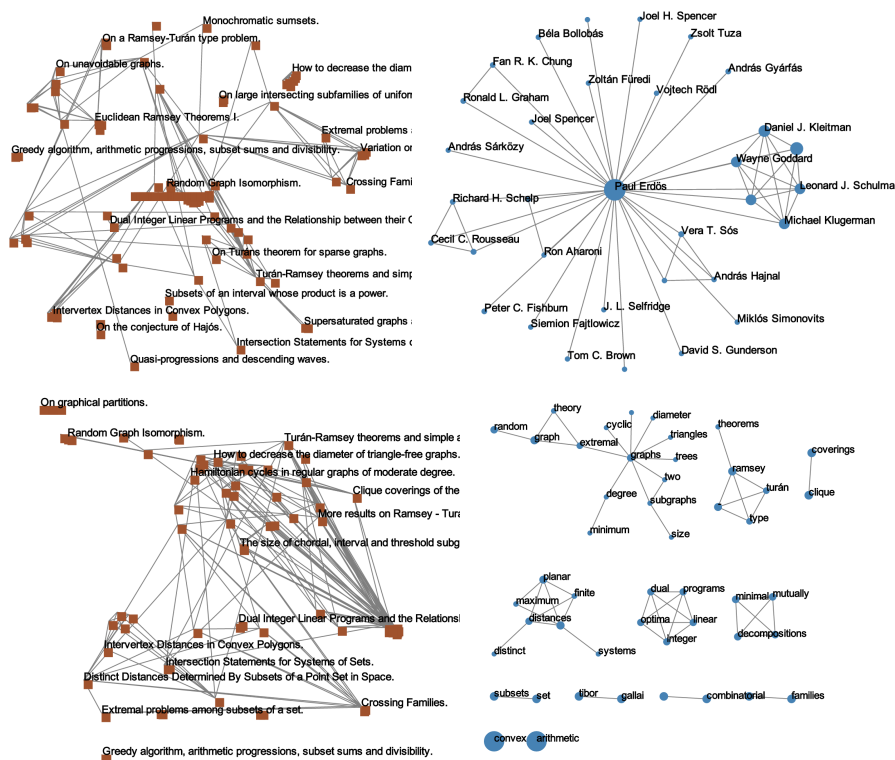 Monochromatic sumsets.
On a Ramsey-Turán type problem.
On unavoidable graphs.
How to decrease the diam
On large intersecting subfamilies of uniforn
Euclidean Ramsey Theorems I.
Extremal problems
Greedy algorithm, arithmetic progressions, subset sums and divisibility.
Variation on
Random Graph Isomorphism.
Crossing Fami
Dual Integer Linear Programs and the Relationship between their
On Turáns theorem for sparse graphs.
Turán-Ramsey theorems and simp
Subsets of an interval whose product is a power.
Intervertex Distances in Convex Polygons.
On the conjecture of Hajós.
Supersaturated graphs
Intersection Statements for Systems
Quasi-progressions and descending waves.
Joel H. Spencer
Béla Bollobás
Zsolt Tuza
Fan R. K. Chung
András Gyárfás
Zoltán Füredi
Vojtech Rödl
Ronald L. Graham
Joel Spencer
Daniel J. Kleitman
András Sárközy
Wayne Goddard
Paul Erdös
Leonard J. Schulma
Richard H. Schelp
Michael Klugerman
Vera T. Sós
Cecil C. Rousseau
Ron Aharoni
András Hajnal
Peter C. Fishburn
J. L. Selfridge
Siemion Fajtlowicz
Miklós Simonovits
David S. Gunderson
Tom C. Brown
On graphical partitions.
Random Graph Isomorphism.
Turán-Ramsey theorems and simple a
How to decrease the diameter of triangle-free graphs.
Hamiltonian cycles in regular graphs of moderate degree.
Clique coverings of the
More results on Ramsey - Tura
The size of chordal, interval and threshold subg
Dual Integer Linear Programs and the Relations
Intervertex Distances in Convex Polygons.
Intersection Statements for Systems of Sets.
Distinct Distances Determined By Subsets of a Point Set in Space.
Crossing Families.
Extremal problems among subsets of a set.
Greedy algorithm, arithmetic progressions, subset sums and divisibility.
theory
random
graph
extremal
cyclic
diameter
triangles
graphs
trees
two
degree
subgraphs
minimum
size
theorems
ramsey
turán
-
type
coverings
clique
planar
finite
maximum
distances
distinct
systems
dual
programs
optima
linear
integer
minimal
mutually
decompositions
subsets
set
tibor
gallai
combinatorial
families
convex
arithmetic